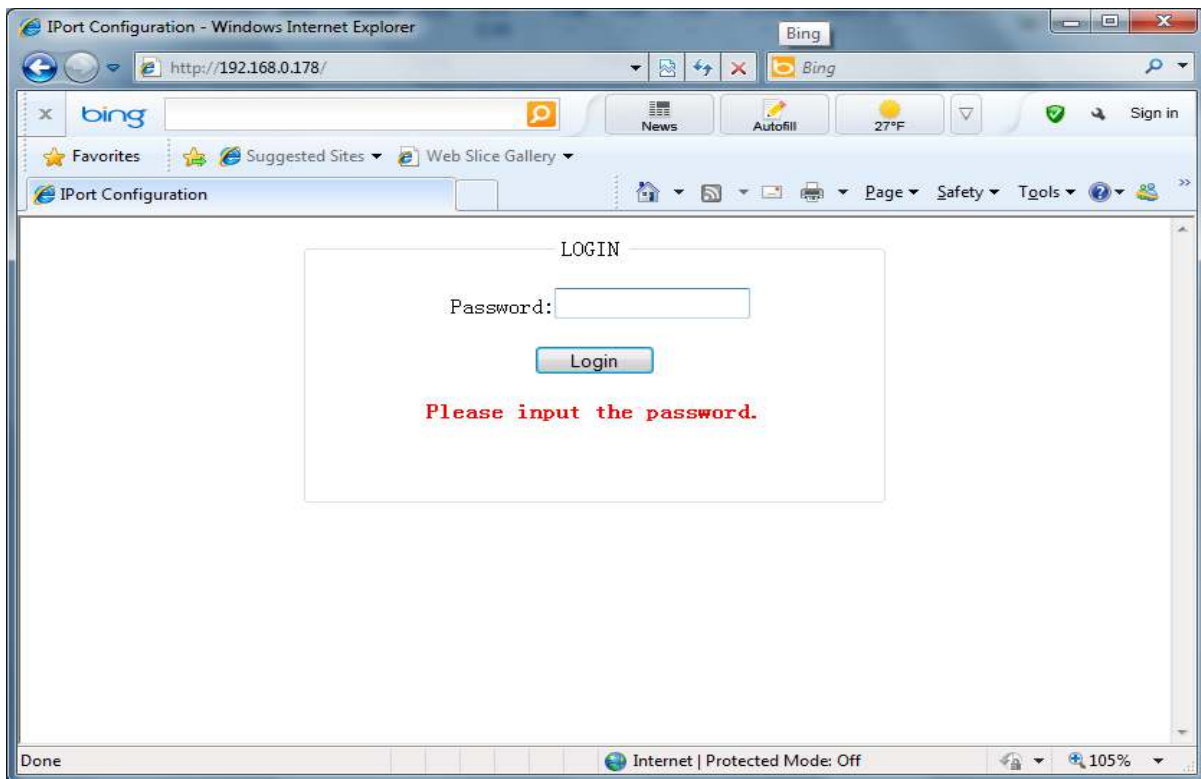 IPort Configuration - Windows Internet Explorer
Bing
http://192.168.0.178/
Bing
bing
News
Autofill
27°F
Sign in
Favorites
Suggested Sites
Web Slice Gallery
IPort Configuration
Page
Safety
Tools
LOGIN
Password:
Login
Please input the password.
Done
Internet | Protected Mode: Off
105%